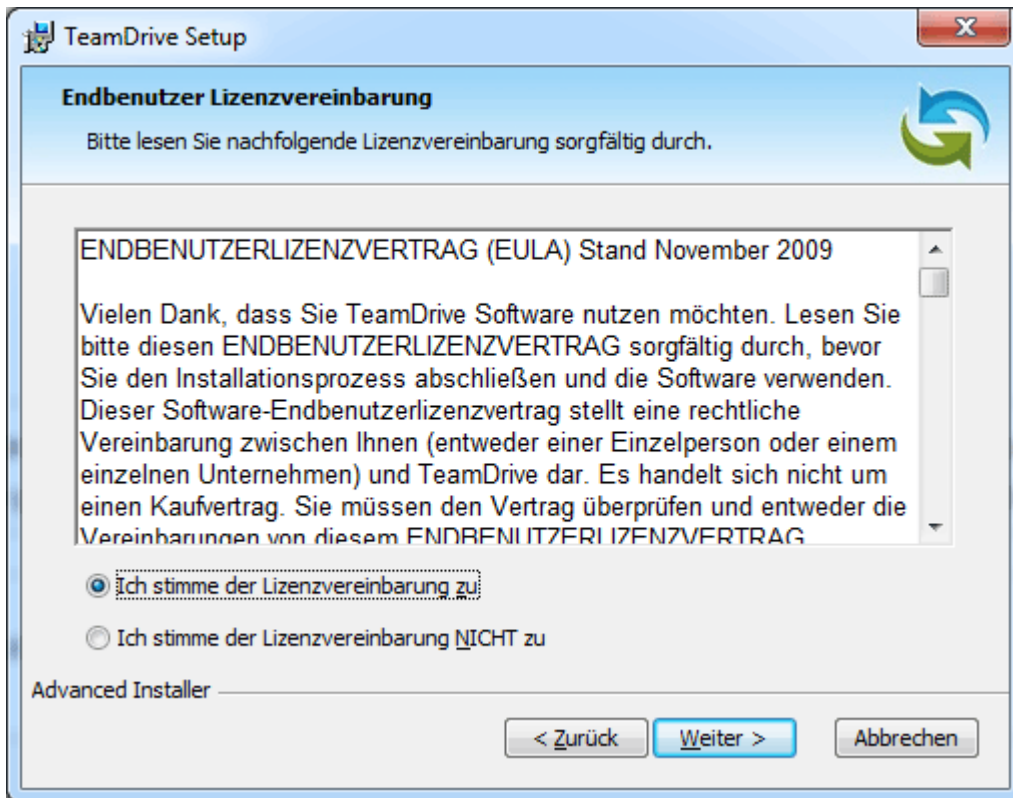 TeamDrive Setup
Endbenutzer Lizenzvereinbarung
Bitte lesen Sie nachfolgende Lizenzvereinbarung sorgfältig durch.
ENDBENUTZERLIZENZVERTRAG (EULA) Stand November 2009
Vielen Dank, dass Sie TeamDrive Software nutzen möchten. Lesen Sie
bitte diesen ENDBENUTZERLIZENZVERTRAG sorgfältig durch, bevor
Sie den Installationsprozess abschließen und die Software verwenden.
Dieser Software-Endbenutzerlizenzvertrag stellt eine rechtliche
Vereinbarung zwischen Ihnen (entweder einer Einzelperson oder einem
einzelnen Unternehmen) und TeamDrive dar. Es handelt sich nicht um
einen Kaufvertrag. Sie müssen den Vertrag überprüfen und entweder die
Vereinbarungen von diesem ENDBENUTZERLIZENZVERTRAG
Ich stimme der Lizenzvereinbarung zu
Ich stimme der Lizenzvereinbarung NICHT zu
Advanced Installer
< Zurück
Weiter >
Abbrechen